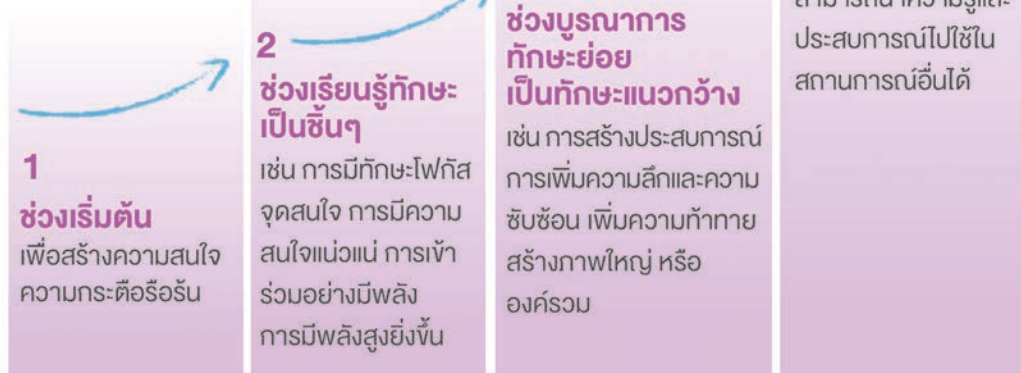 1
ช่วงเริ่มต้น
เพื่อสร้างความสนใจ
ความกระตือรือร้น
2
ช่วงเรียนรู้ทักษะ
เป็นชิ้นๆ
เช่น การมีทักษะโฟกัส
จุดสนใจ การมีความ
สนใจแน่วแน่ การเข้า
ร่วมอย่างมีพลัง
การมีพลังสูงยิ่งขึ้น
ช่วงบูรณาการ
ทักษะย่อย
เป็นทักษะแนวกว้าง
เช่น การสร้างประสบการณ์
การเพิ่มความลึกและความ
ซับซ้อน เพิ่มความท้าทาย
สร้างภาพใหญ่ หรือ
องค์รวม
ประสบการณ์ไปใช้ใน
สถานการณ์อื่นได้